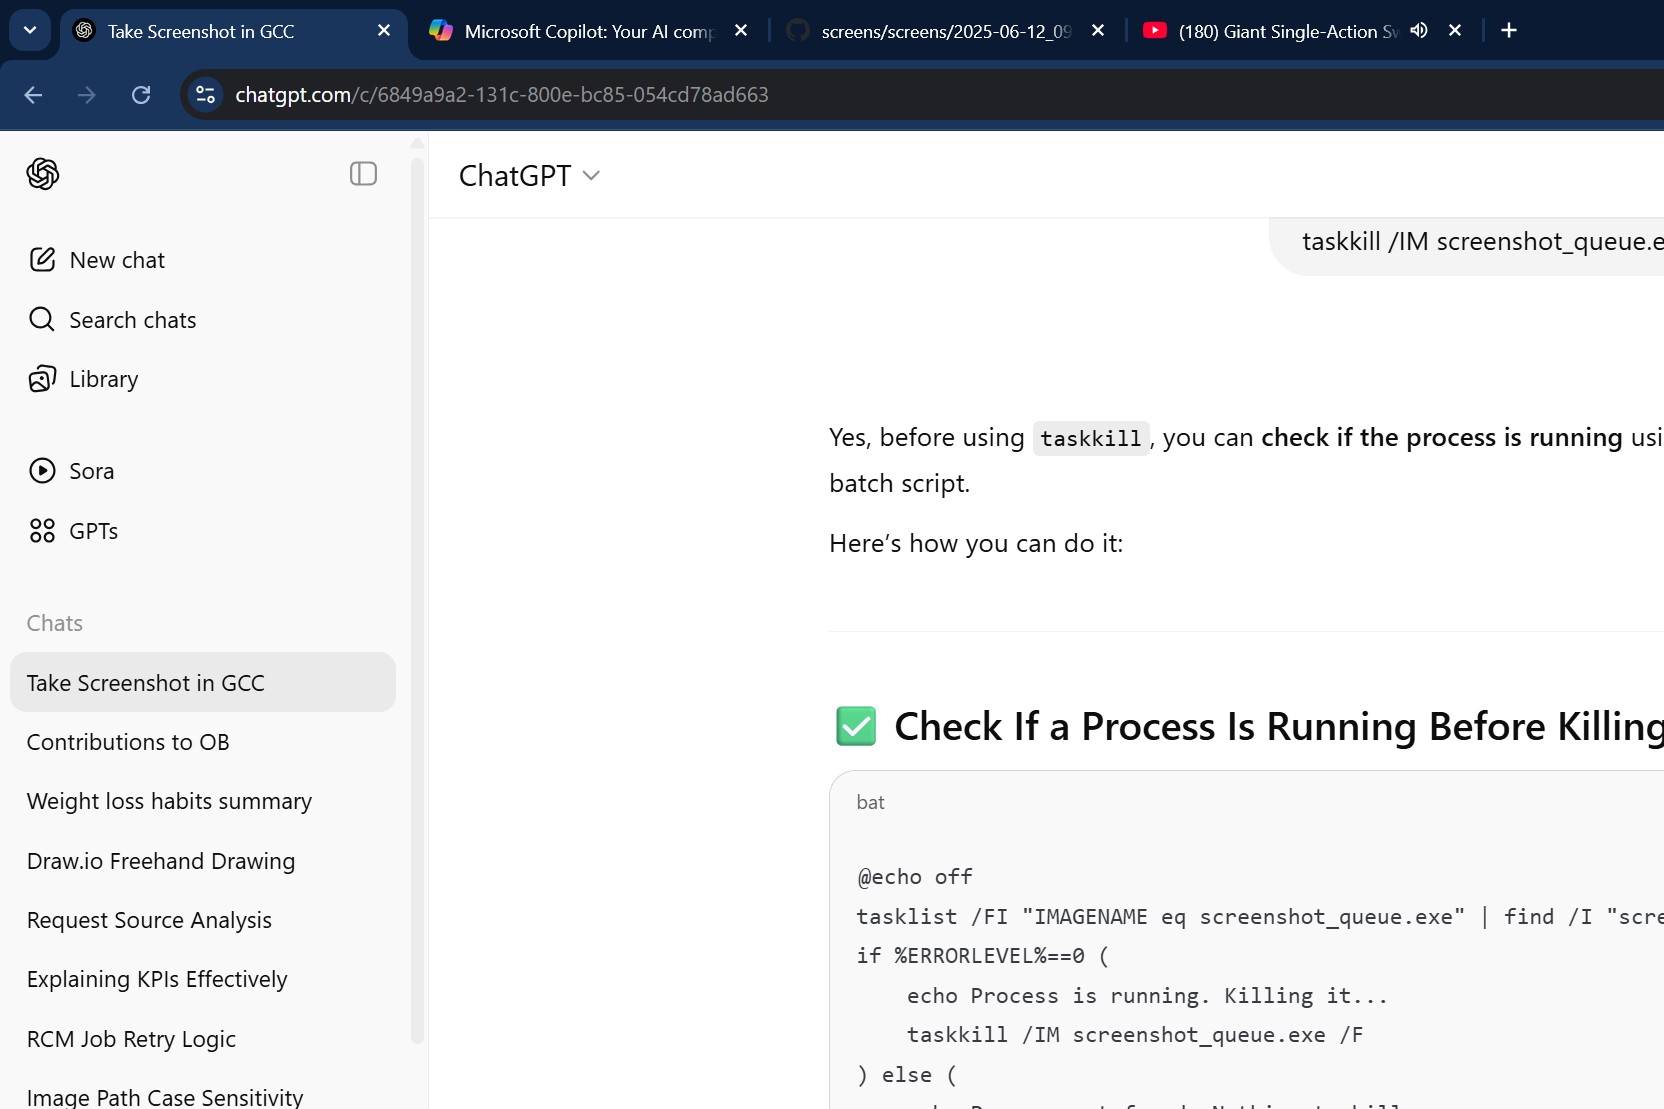 Take Screenshot in GCC
Microsoft Copilot: Your AI comp
screens/screens/2025-06-12_09
(180) Giant Single-Action Sw
chatgpt.com/c/6849a9a2-131c-800e-bc85-054cd78ad663
ChatGPT
New chat
Search chats
Library
Sora
GPTs
Chats
Take Screenshot in GCC
Contributions to OB
Weight loss habits summary
Draw.io Freehand Drawing
Request Source Analysis
Explaining KPIs Effectively
RCM Job Retry Logic
Image Path Case Sensitivity
taskkill /IM screenshot_queue.e
Yes, before using taskkill, you can check if the process is running usi
batch script.
Here’s how you can do it:
✅ Check If a Process Is Running Before Killing
bat
@echo off
tasklist /FI "IMAGENAME eq screenshot_queue.exe" | find /I "scre
if %ERRORLEVEL%==0 (
    echo Process is running. Killing it...
    taskkill /IM screenshot_queue.exe /F
) else (